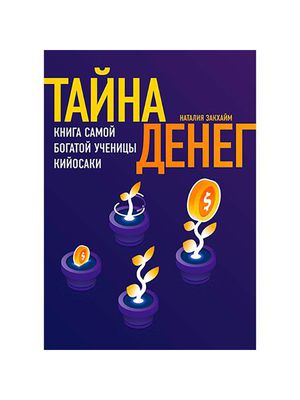 ТАЙНА
НАТАЛИЯ ЗАКХАЙМ
КНИГА САМОЙ
БОГАТОЙ УЧЕНИЦЫ
КИЙОСАКИ
ДЕНЕГ
$
$